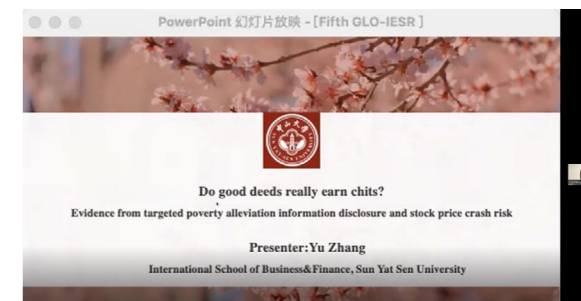 PowerPoint 幻灯片放映 - [Fifth GLO-IESR ]
Do good deeds really earn chits?
Evidence from targeted poverty alleviation information disclosure and stock price crash risk
Presenter:Yu Zhang
International School of Business&Finance, Sun Yat Sen University